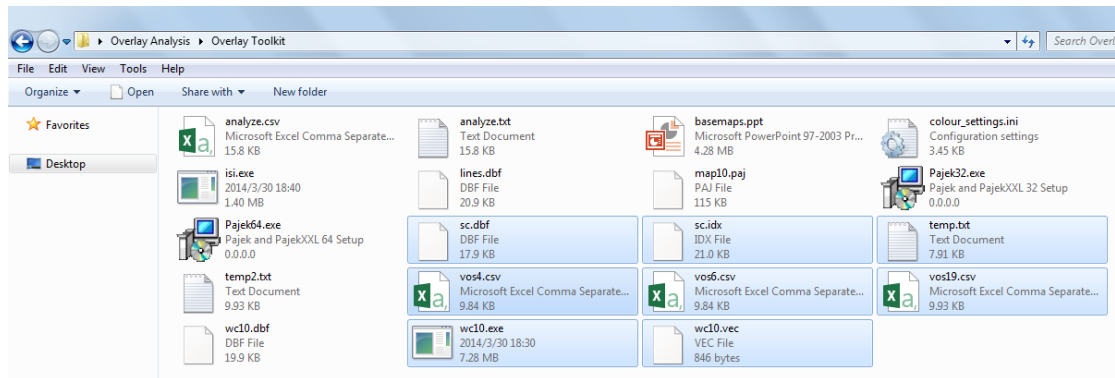 Overlay Analysis Overlay Toolkit Search Overl
File Edit View Tools Help
Organize Open Share with New folder
Favorites
Desktop
analyze.csv
Microsoft Excel Comma Separate...
15.8 KB
analyze.txt
Text Document
15.8 KB
basemaps.ppt
Microsoft PowerPoint 97-2003 Pr...
4.28 MB
colour_settings.ini
Configuration settings
3.45 KB
isi.exe
2014/3/30 18:40
1.40 MB
lines.dbf
DBF File
20.9 KB
map10.paj
PAJ File
115 KB
Pajek32.exe
Pajek and PajekXXL 32 Setup
0.0.0.0
Pajek64.exe
Pajek and PajekXXL 64 Setup
0.0.0.0
sc.dbf
DBF File
17.9 KB
sc.idx
IDX File
21.0 KB
temp.txt
Text Document
7.91 KB
temp2.txt
Text Document
9.93 KB
vos4.csv
Microsoft Excel Comma Separate...
9.84 KB
vos6.csv
Microsoft Excel Comma Separate...
9.84 KB
vos19.csv
Microsoft Excel Comma Separate...
9.93 KB
wc10.dbf
DBF File
19.9 KB
wc10.exe
2014/3/30 18:30
7.28 MB
wc10.vec
VEC File
846 bytes